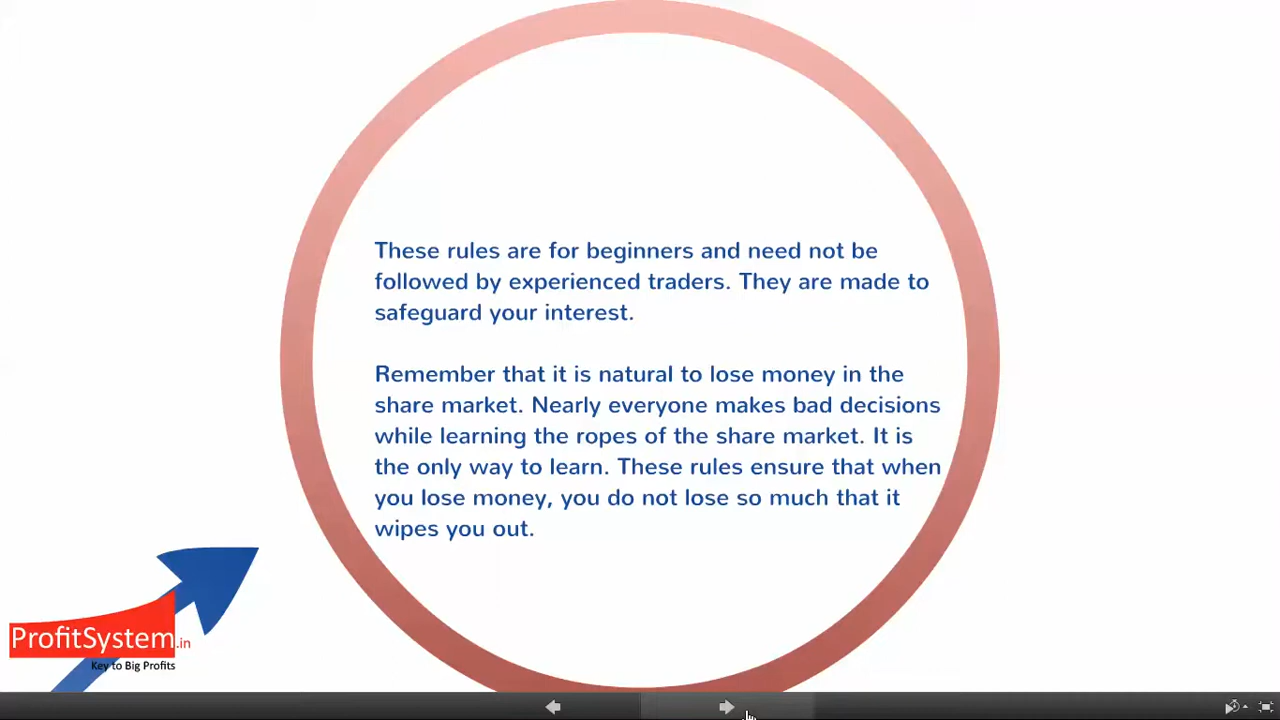 These rules are for beginners and need not be
followed by experienced traders. They are made to
safeguard your interest.
Remember that it is natural to lose money in the
share market. Nearly everyone makes bad decisions
while learning the ropes of the share market. It is
the only way to learn. These rules ensure that when
you lose money, you do not lose so much that it
wipes you out.
ProfitSystem.in
Key to Big Profits